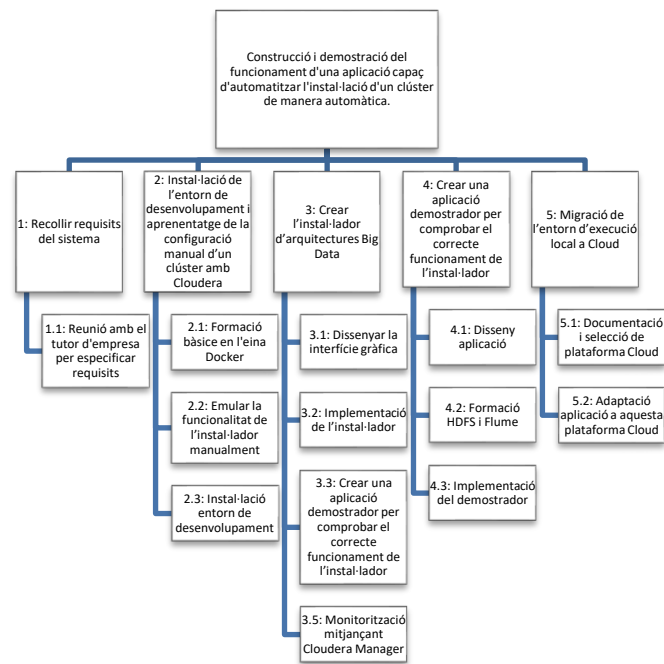 Construcció i demostració del
funcionament d'una aplicació capaç
d'automatitzar l'instal·lació d'un clúster
de manera automàtica.
1: Recollir requisits
del sistema
2: Instal·lació de
l'entorn de
desenvolupament i
aprenentatge de la
configuració
manual d'un
clúster amb
Cloudera
3: Crear
l'instal·lador
d'arquitectures Big
Data
4: Crear una
aplicació
demostrador per
comprobar el
correcte
funcionament de
l'instal·lador
5: Migració de
l'entorn d'execució
local a Cloud
1.1: Reunió amb el
tutor d'empresa
per especificar
requisits
2.1: Formació
bàsice en l'eina
Docker
2.2: Emular la
funcionalitat de
l'instal·lador
manualment
2.3: Instal·lació
entorn de
desenvolupament
3.1: Dissenyar la
interfície gràfica
3.2: Implementació
de l'instal·lador
3.3: Crear una
aplicació
demostrador per
comprobar el
correcte
funcionament de
l'instal·lador
3.5: Monitorització
mitjançant
Cloudera Manager
4.1: Disseny
aplicació
4.2: Formació
HDFS i Flume
4.3: Implementació
del demostrador
5.1: Documentació
i selecció de
plataforma Cloud
5.2: Adaptació
aplicació a aquesta
plataforma Cloud